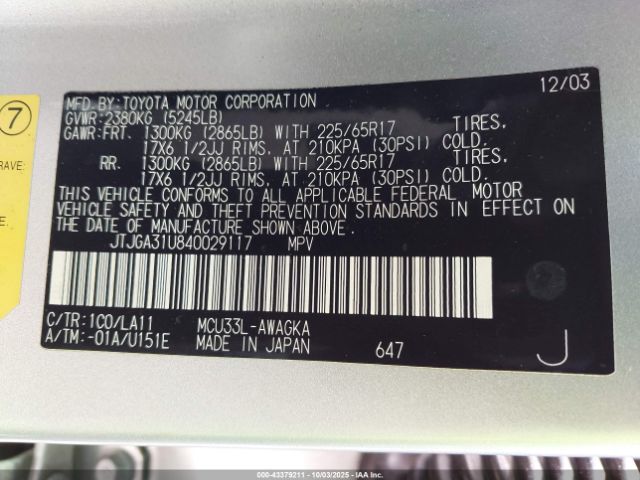 12/03
MFD.BY:TOYOTA MOTOR CORPORATION
GVWR:2380KG (5245LB)
GAWR:FRT. 1300KG (2865LB) WITH 225/65R17 TIRES,
17X6 1/2JJ RIMS, AT 210KPA (30PSI) COLD.
RR. 1300KG (2865LB) WITH 225/65R17 TIRES,
17X6 1/2JJ RIMS, AT 210KPA (30PSI) COLD.
THIS VEHICLE CONFORMS TO ALL APPLICABLE FEDERAL MOTOR
VEHICLE SAFETY AND THEFT PREVENTION STANDARDS IN EFFECT ON
THE DATE OF MANUFACTURE SHOWN ABOVE.
JTJGA31U840029117 MPV
C/TR:1C0/LA11 MCU33L-AWAGKA
A/TM:-01A/U151E MADE IN JAPAN 647 J
7
RAVE:
000-43379211 - 10/03/2025 - IAA Inc.